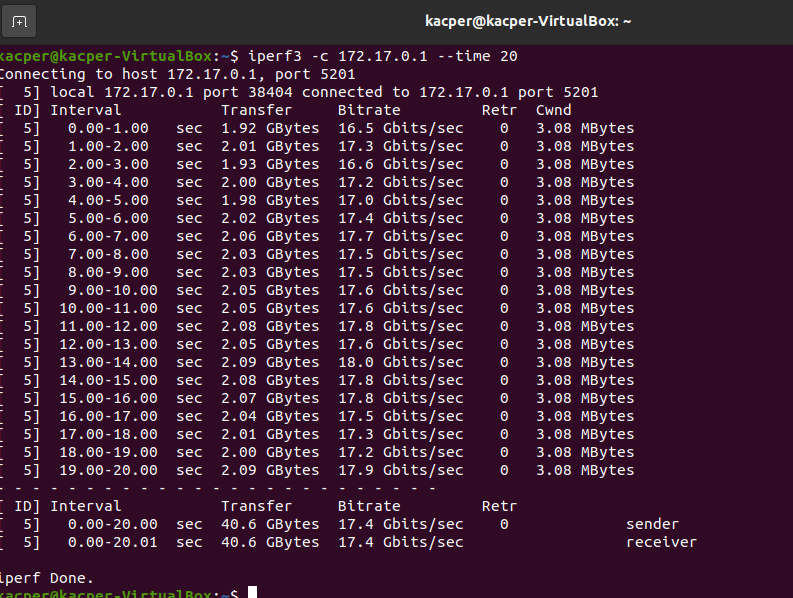 kacper@kacper-VirtualBox: ~
kacper@kacper-VirtualBox:~$ iperf3 -c 172.17.0.1 --time 20
Connecting to host 172.17.0.1, port 5201
[  5] local 172.17.0.1 port 38404 connected to 172.17.0.1 port 5201
[ ID] Interval           Transfer     Bitrate         Retr  Cwnd
[  5]   0.00-1.00   sec  1.92 GBytes  16.5 Gbits/sec    0   3.08 MBytes
[  5]   1.00-2.00   sec  2.01 GBytes  17.3 Gbits/sec    0   3.08 MBytes
[  5]   2.00-3.00   sec  1.93 GBytes  16.6 Gbits/sec    0   3.08 MBytes
[  5]   3.00-4.00   sec  2.00 GBytes  17.2 Gbits/sec    0   3.08 MBytes
[  5]   4.00-5.00   sec  1.98 GBytes  17.0 Gbits/sec    0   3.08 MBytes
[  5]   5.00-6.00   sec  2.02 GBytes  17.4 Gbits/sec    0   3.08 MBytes
[  5]   6.00-7.00   sec  2.06 GBytes  17.7 Gbits/sec    0   3.08 MBytes
[  5]   7.00-8.00   sec  2.03 GBytes  17.5 Gbits/sec    0   3.08 MBytes
[  5]   8.00-9.00   sec  2.03 GBytes  17.5 Gbits/sec    0   3.08 MBytes
[  5]   9.00-10.00  sec  2.05 GBytes  17.6 Gbits/sec    0   3.08 MBytes
[  5]  10.00-11.00  sec  2.05 GBytes  17.6 Gbits/sec    0   3.08 MBytes
[  5]  11.00-12.00  sec  2.08 GBytes  17.8 Gbits/sec    0   3.08 MBytes
[  5]  12.00-13.00  sec  2.05 GBytes  17.6 Gbits/sec    0   3.08 MBytes
[  5]  13.00-14.00  sec  2.09 GBytes  18.0 Gbits/sec    0   3.08 MBytes
[  5]  14.00-15.00  sec  2.08 GBytes  17.8 Gbits/sec    0   3.08 MBytes
[  5]  15.00-16.00  sec  2.07 GBytes  17.8 Gbits/sec    0   3.08 MBytes
[  5]  16.00-17.00  sec  2.04 GBytes  17.5 Gbits/sec    0   3.08 MBytes
[  5]  17.00-18.00  sec  2.01 GBytes  17.3 Gbits/sec    0   3.08 MBytes
[  5]  18.00-19.00  sec  2.00 GBytes  17.2 Gbits/sec    0   3.08 MBytes
[  5]  19.00-20.00  sec  2.09 GBytes  17.9 Gbits/sec    0   3.08 MBytes
- - - - - - - - - - - - - - - - - - - - - - - - -
[ ID] Interval           Transfer     Bitrate         Retr
[  5]   0.00-20.00  sec  40.6 GBytes  17.4 Gbits/sec    0             sender
[  5]   0.00-20.01  sec  40.6 GBytes  17.4 Gbits/sec                  receiver
iperf Done.
kacper@kacper-VirtualBox:~$